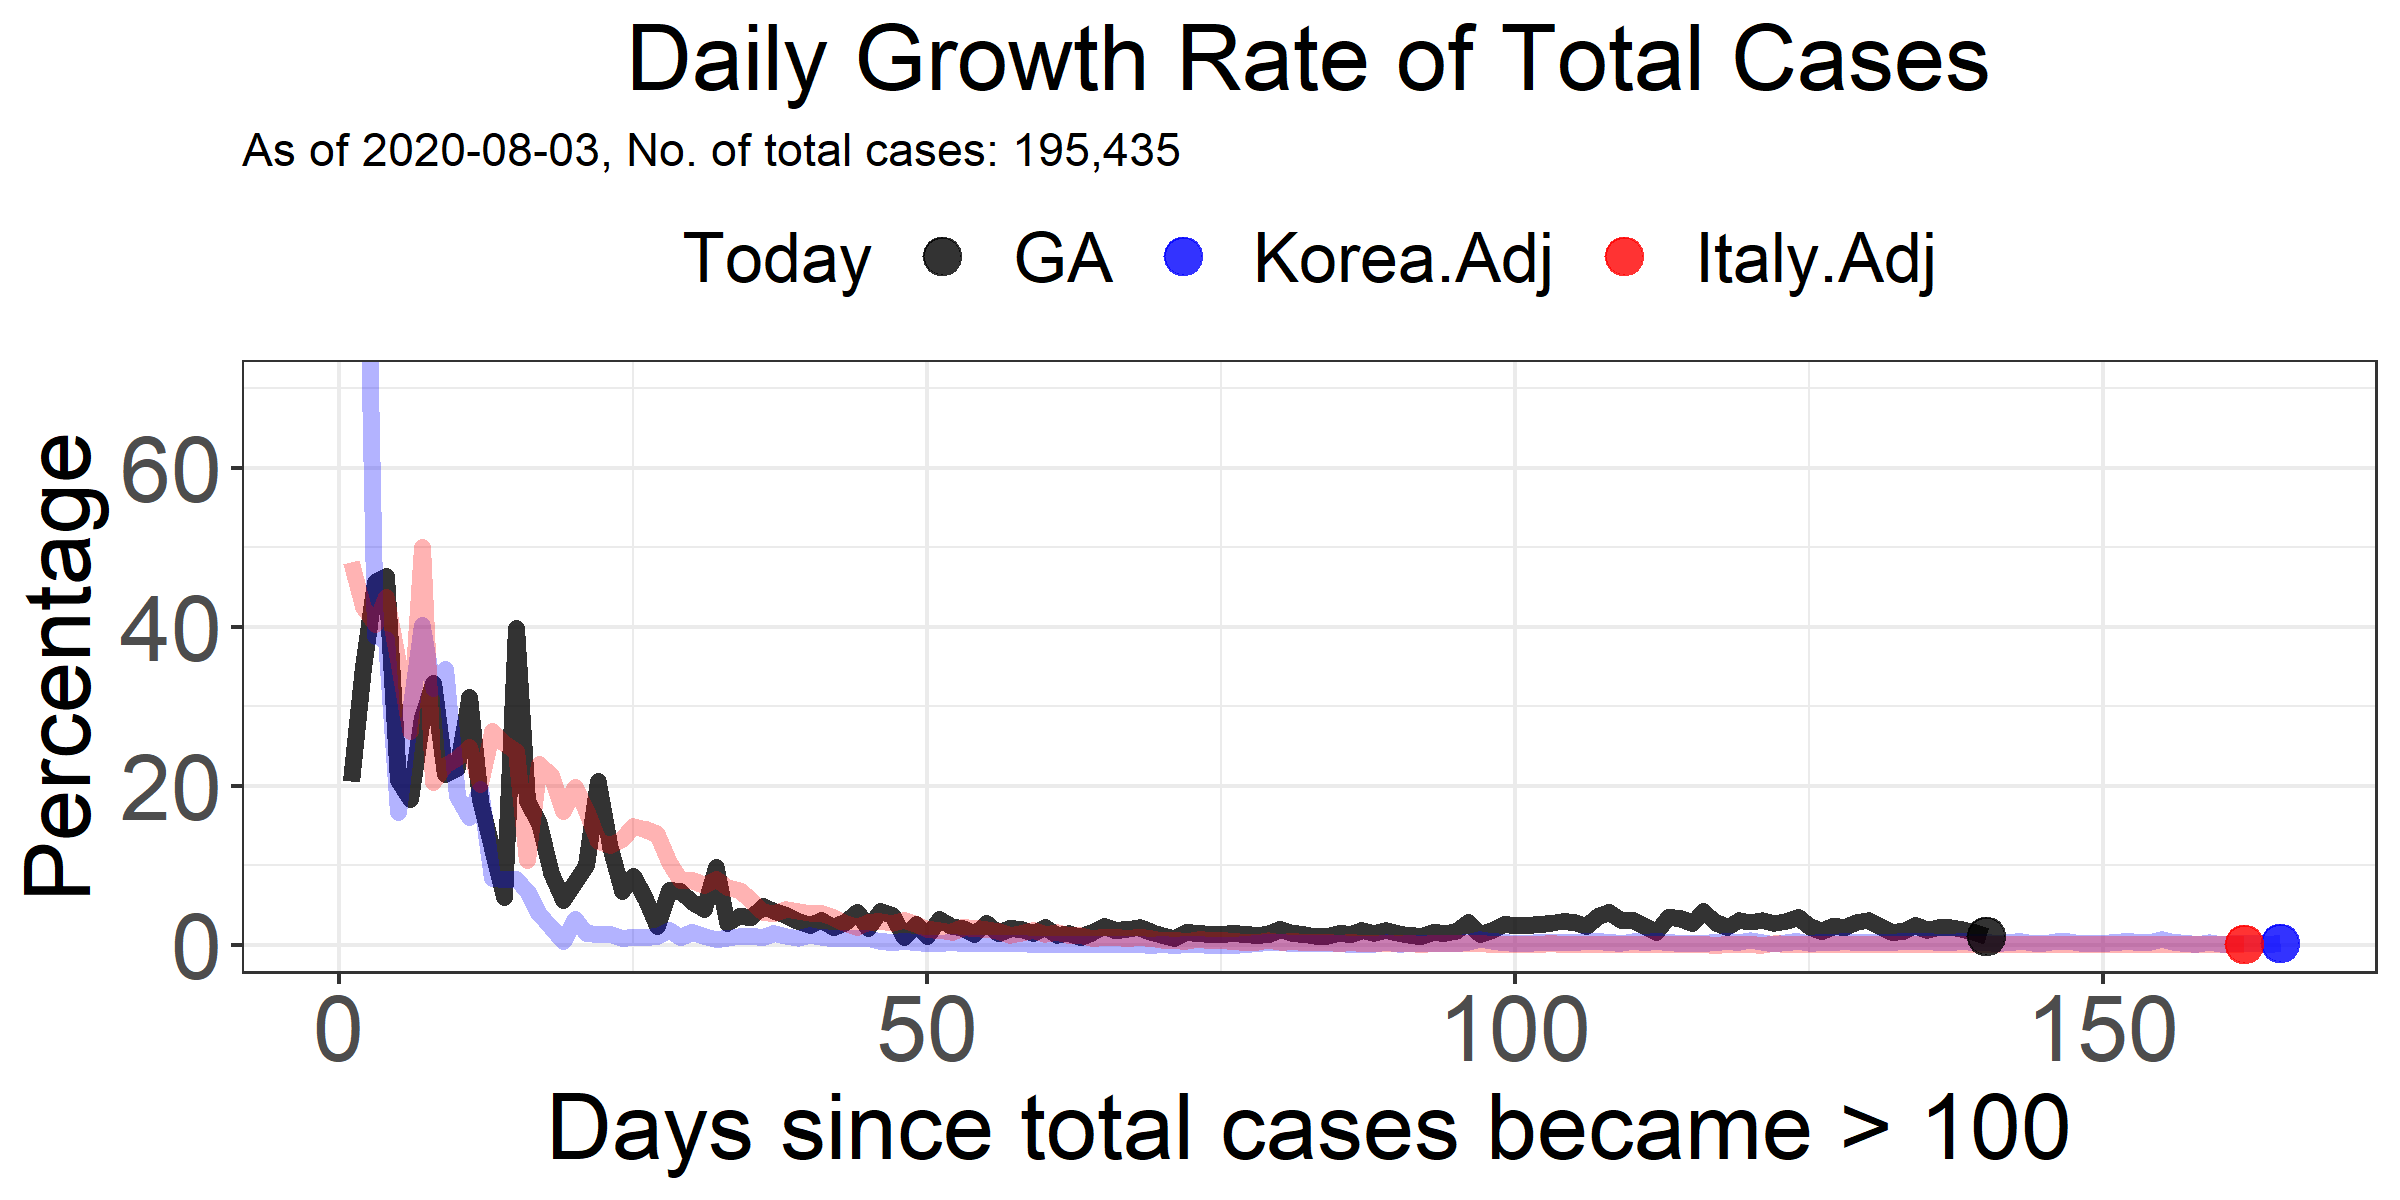 Daily Growth Rate of Total Cases
As of 2020-08-03, No. of total cases: 195,435
Today GA Korea.Adj Italy.Adj
Percentage
60
40
20
0
0 50 100 150
Days since total cases became > 100